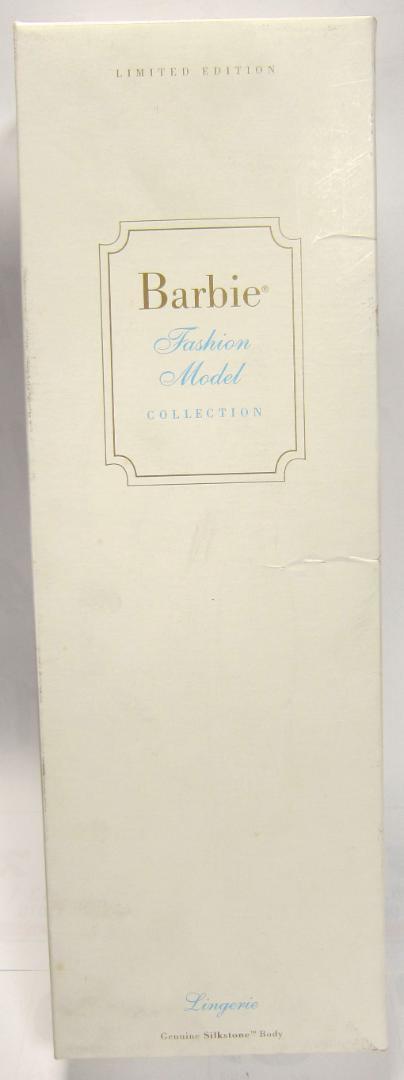 LIMITED EDITION
Barbie®
Fashion
Model
COLLECTION
Lingerie
Genuine Silkstone™ Body